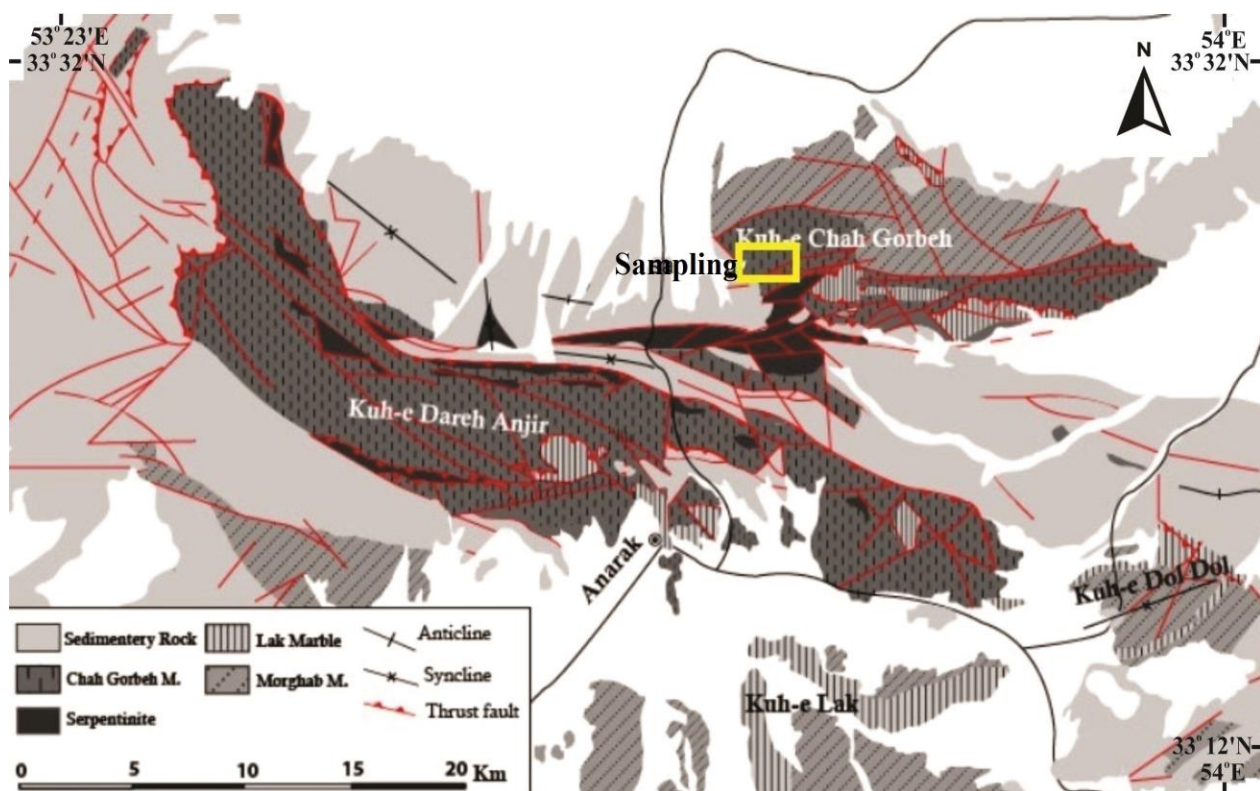 53°23'E
33°32'N
54°E
33°32'N
N
Kuh-e Chah Gorbeh
Sampling
Kuh-e Dareh Anjir
Anarak
Kuh-e Dol Dol
Kuh-e Lak
33°12'N
54°E
Sedimentery Rock
Lak Marble
Anticline
Chah Gorbeh M.
Morghab M.
Syncline
Serpentinite
Thrust fault
0 5 10 15 20 Km